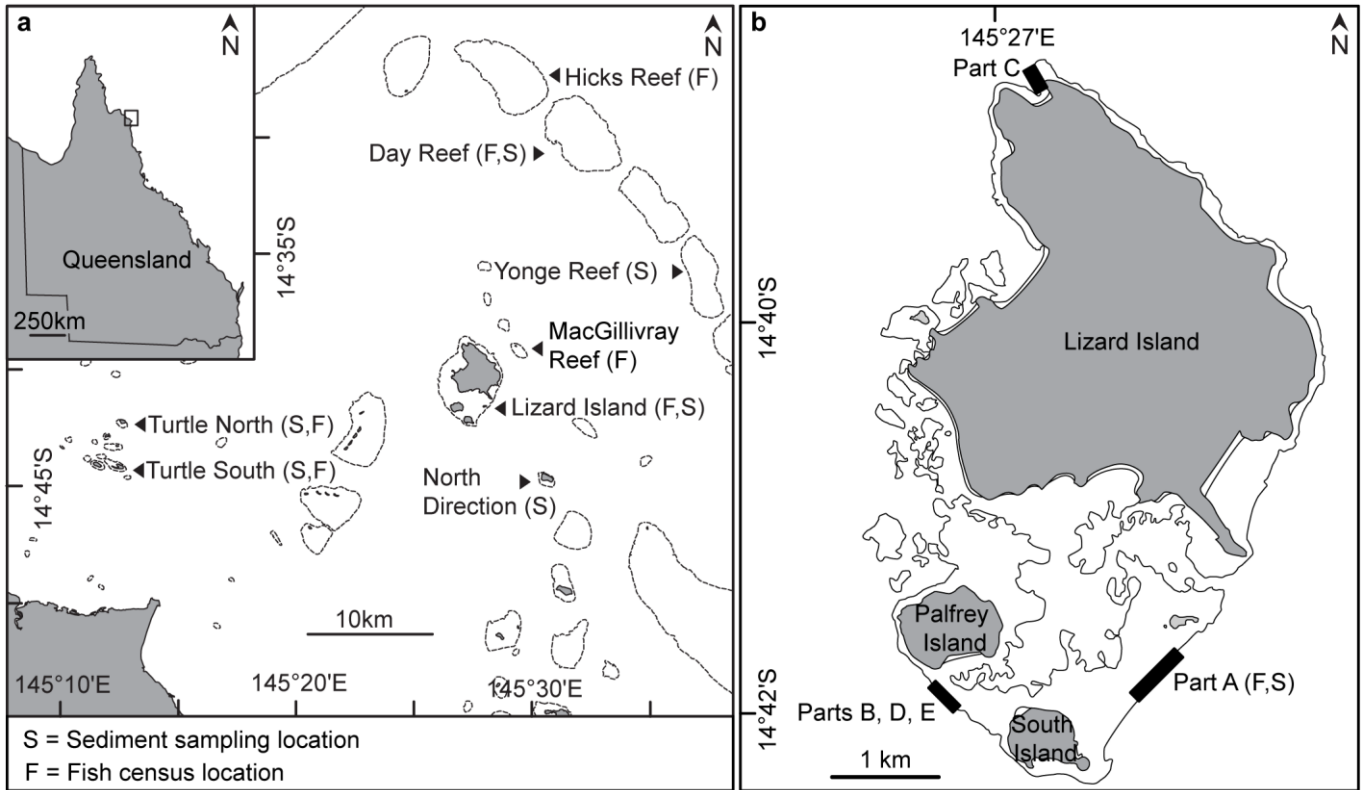 a
N
N
Hicks Reef (F)
Day Reef (F,S)
Queensland
250km
14°35'S
Yonge Reef (S)
MacGillivray
Reef (F)
Lizard Island (F,S)
Turtle North (S,F)
Turtle South (S,F)
North
Direction (S)
14°45'S
10km
145°10'E
145°20'E
145°30'E
S = Sediment sampling location
F = Fish census location
b
145°27'E
N
Part C
14°40'S
Lizard Island
Palfrey
Island
Part A (F,S)
Parts B, D, E
South
Island
14°42'S
1 km